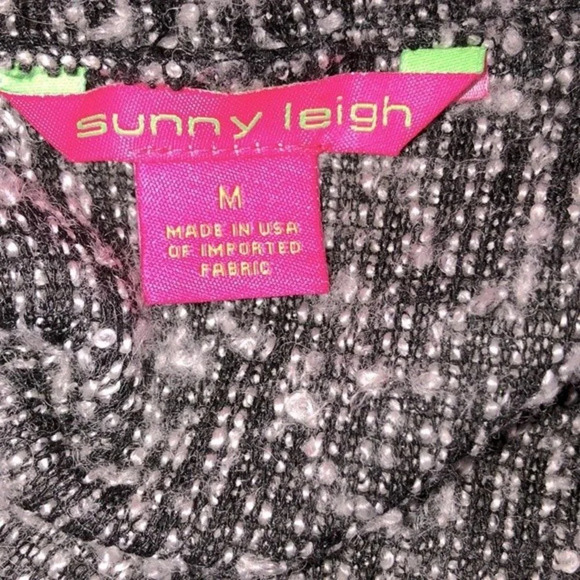 sunny leigh
M
MADE IN USA
OF IMPORTED
FABRIC